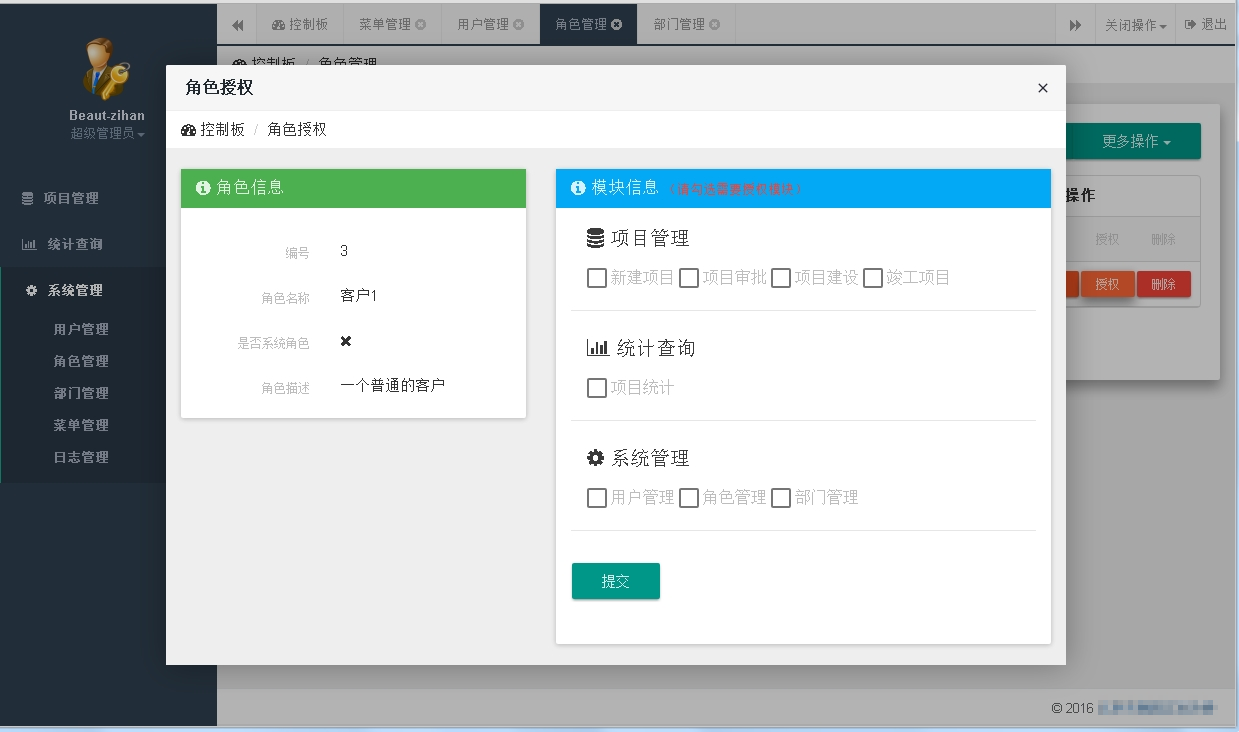 控制板 菜单管理 用户管理 角色管理 部门管理 关闭操作 退出
Beaut-zihan
超级管理员
项目管理
统计查询
系统管理
用户管理
角色管理
部门管理
菜单管理
日志管理
控制板 / 角色管理
更多操作
操作
授权 删除
授权 删除
角色授权 ×
控制板 / 角色授权
角色信息
编号 3
角色名称 客户1
是否系统角色
角色描述 一个普通的客户
模块信息 (请勾选需要授权模块)
项目管理
新建项目 项目审批 项目建设 竣工项目
统计查询
项目统计
系统管理
用户管理 角色管理 部门管理
提交
© 2016